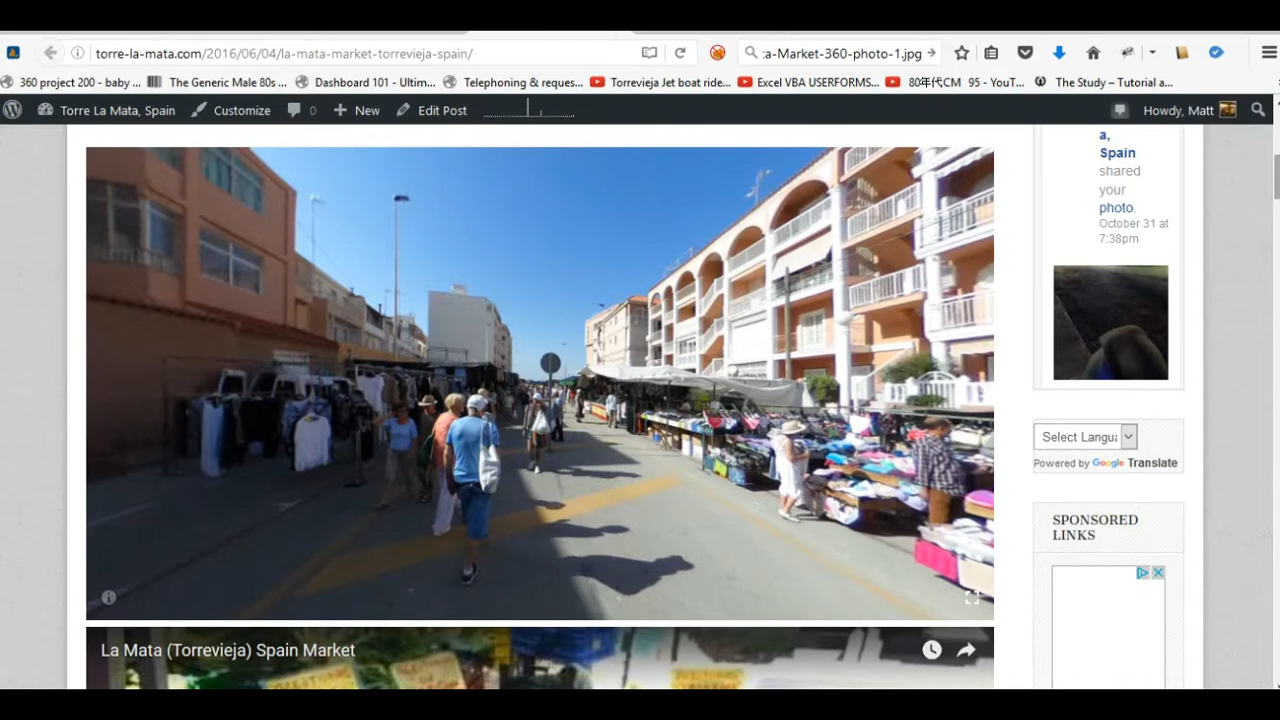 torre-la-mata.com/2016/06/04/la-mata-market-torrevieja-spain/
:a-Market-360-photo-1.jpg
360 project 200 - baby ...
The Generic Male 80s ...
Dashboard 101 - Ultim...
Telephoning & reques...
Torrevieja Jet boat ride...
Excel VBA USERFORMS...
80年代CM 95 - YouT...
The Study – Tutorial a...
Torre La Mata, Spain
Customize
0
New
Edit Post
Howdy, Matt
a,
Spain
shared
your
photo.
October 31 at
7:38pm
Select Langu
Powered by Google Translate
SPONSORED
LINKS
La Mata (Torrevieja) Spain Market